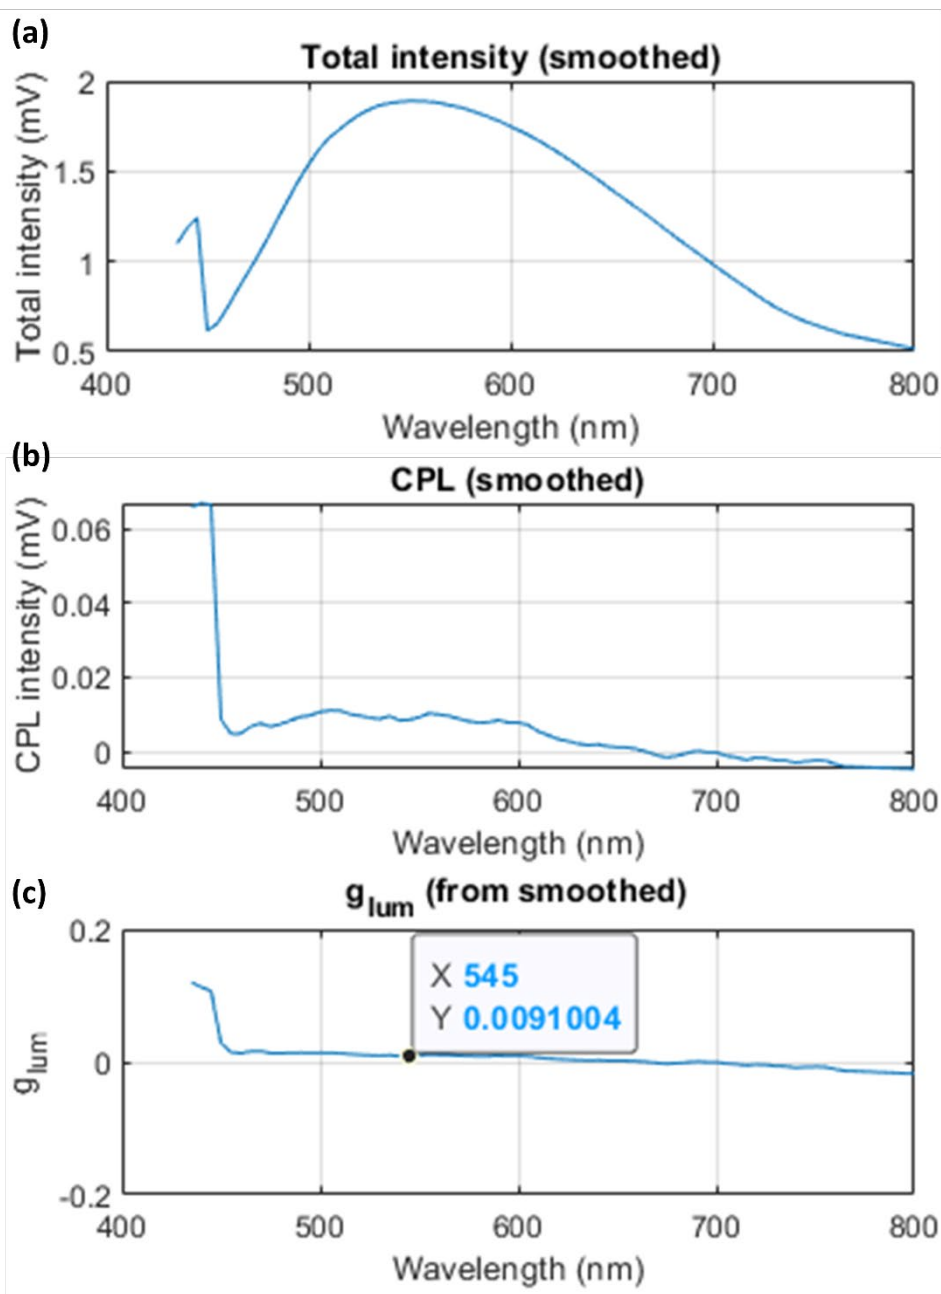 (a)
Total intensity (smoothed)
Total intensity (mV)
2
1.5
1
0.5
400 500 600 700 800
Wavelength (nm)
(b)
CPL (smoothed)
CPL intensity (mV)
0.06
0.04
0.02
0
400 500 600 700 800
Wavelength (nm)
(c)
glum (from smoothed)
glum
0.2
X 545
Y 0.0091004
0
-0.2
400 500 600 700 800
Wavelength (nm)